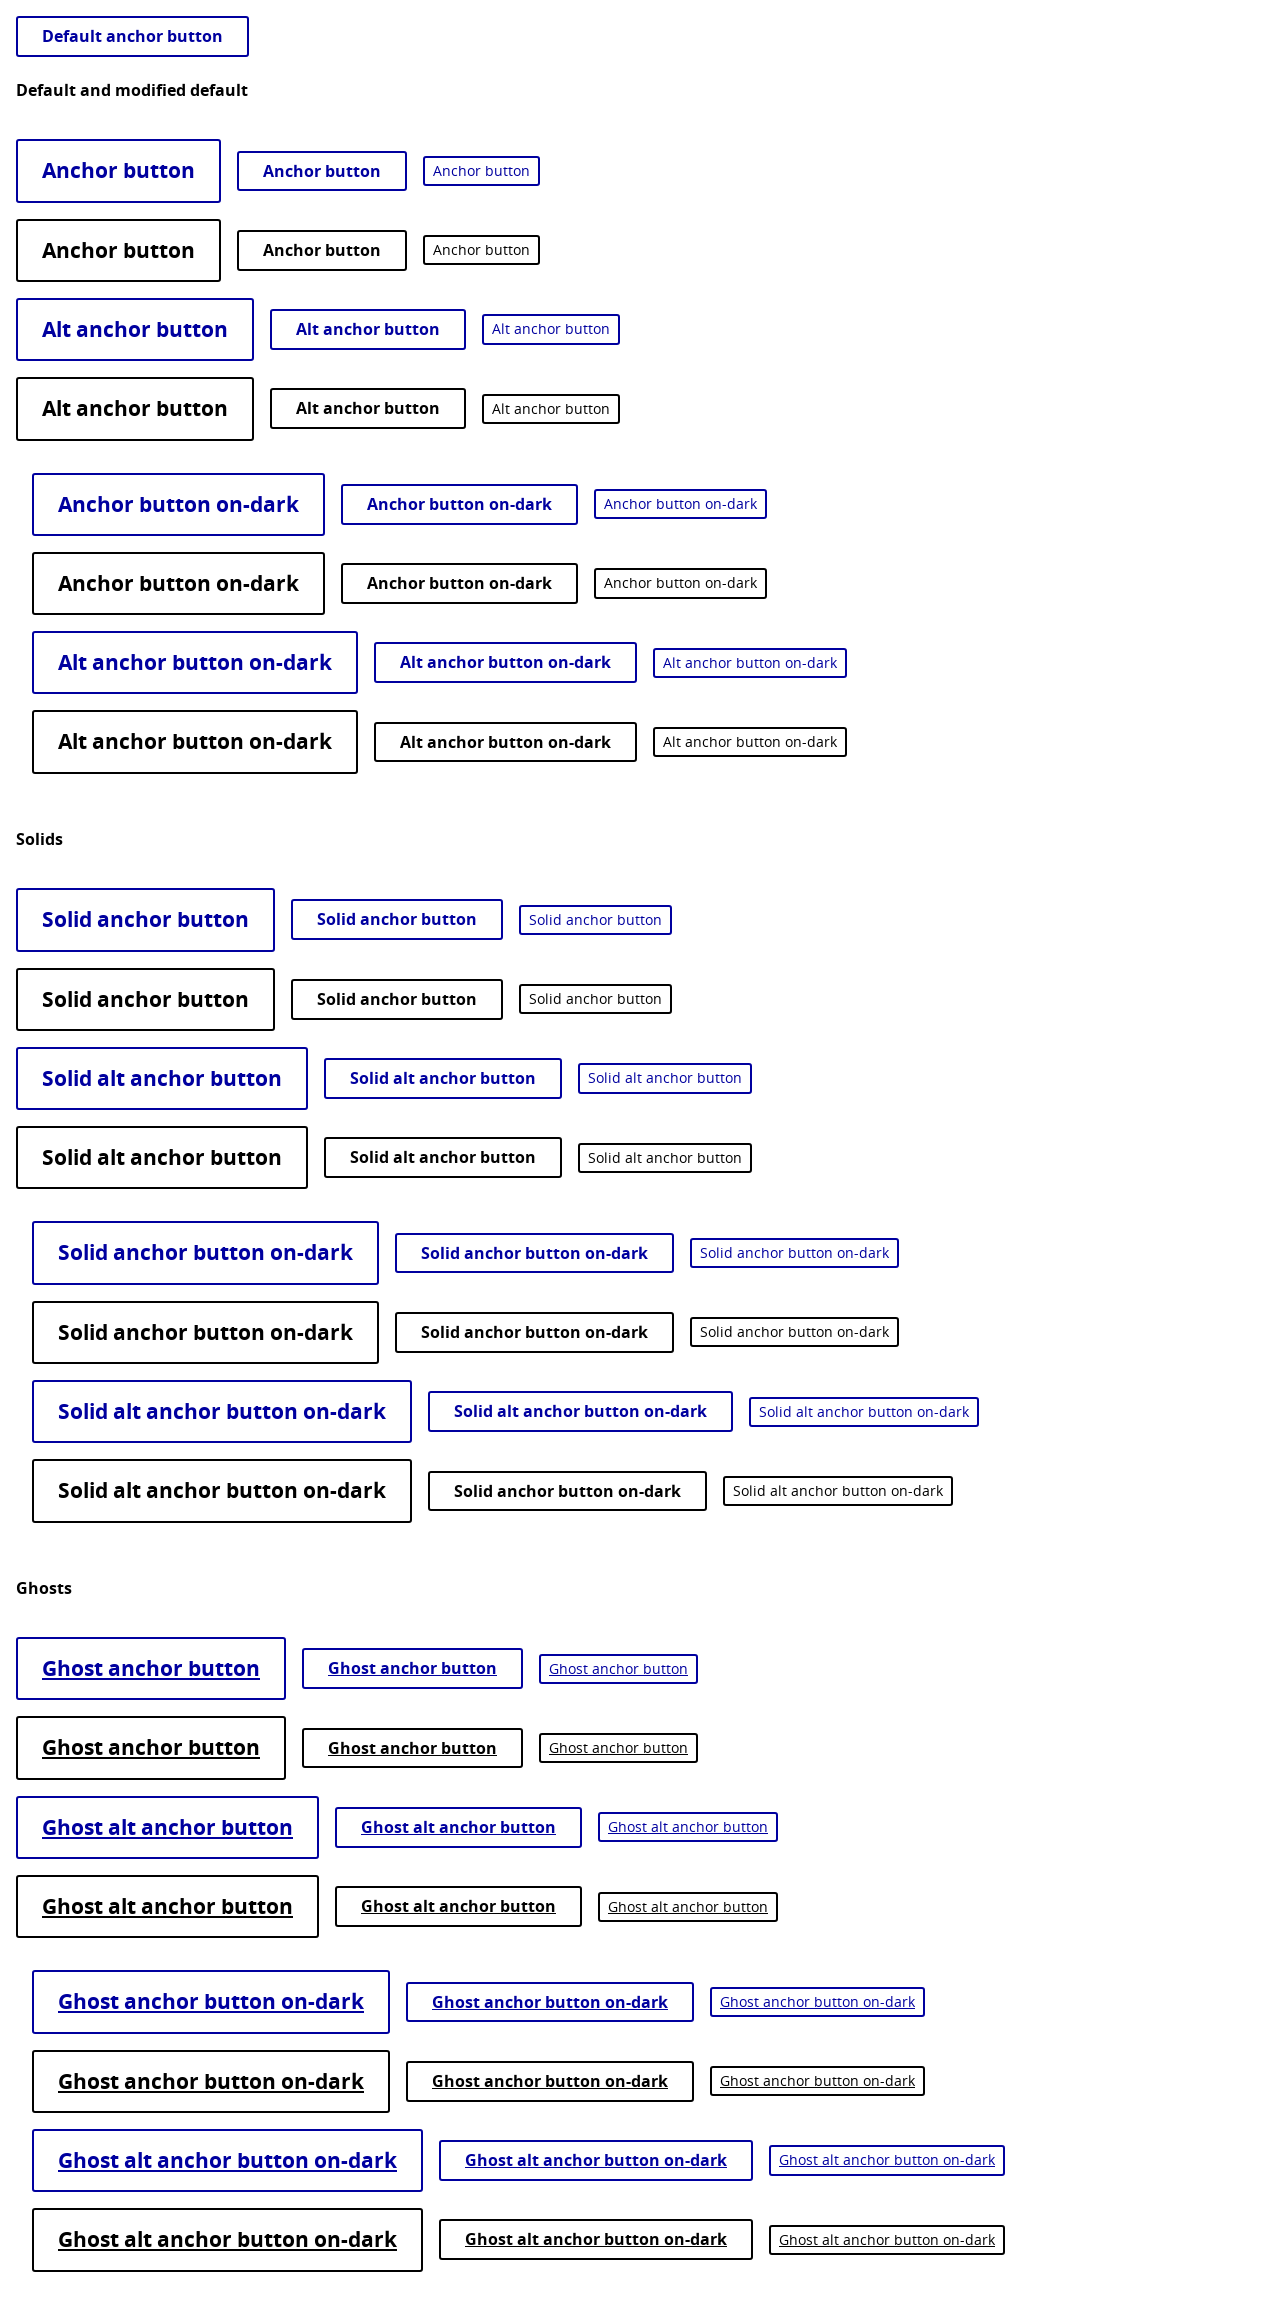 Default anchor button
Default and modified default
Anchor button Anchor button Anchor button
Anchor button Anchor button Anchor button
Alt anchor button Alt anchor button Alt anchor button
Alt anchor button Alt anchor button Alt anchor button
Anchor button on-dark Anchor button on-dark Anchor button on-dark
Anchor button on-dark Anchor button on-dark Anchor button on-dark
Alt anchor button on-dark Alt anchor button on-dark Alt anchor button on-dark
Alt anchor button on-dark Alt anchor button on-dark Alt anchor button on-dark
Solids
Solid anchor button Solid anchor button Solid anchor button
Solid anchor button Solid anchor button Solid anchor button
Solid alt anchor button Solid alt anchor button Solid alt anchor button
Solid alt anchor button Solid alt anchor button Solid alt anchor button
Solid anchor button on-dark Solid anchor button on-dark Solid anchor button on-dark
Solid anchor button on-dark Solid anchor button on-dark Solid anchor button on-dark
Solid alt anchor button on-dark Solid alt anchor button on-dark Solid alt anchor button on-dark
Solid alt anchor button on-dark Solid anchor button on-dark Solid alt anchor button on-dark
Ghosts
Ghost anchor button Ghost anchor button Ghost anchor button
Ghost anchor button Ghost anchor button Ghost anchor button
Ghost alt anchor button Ghost alt anchor button Ghost alt anchor button
Ghost alt anchor button Ghost alt anchor button Ghost alt anchor button
Ghost anchor button on-dark Ghost anchor button on-dark Ghost anchor button on-dark
Ghost anchor button on-dark Ghost anchor button on-dark Ghost anchor button on-dark
Ghost alt anchor button on-dark Ghost alt anchor button on-dark Ghost alt anchor button on-dark
Ghost alt anchor button on-dark Ghost alt anchor button on-dark Ghost alt anchor button on-dark